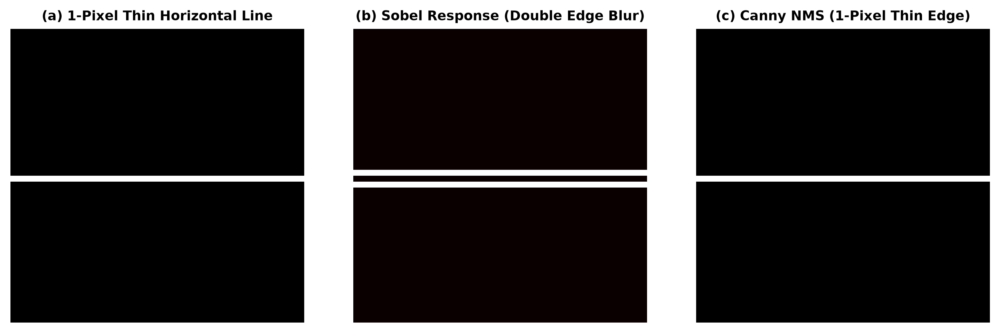 (a) 1-Pixel Thin Horizontal Line
(b) Sobel Response (Double Edge Blur)
(c) Canny NMS (1-Pixel Thin Edge)